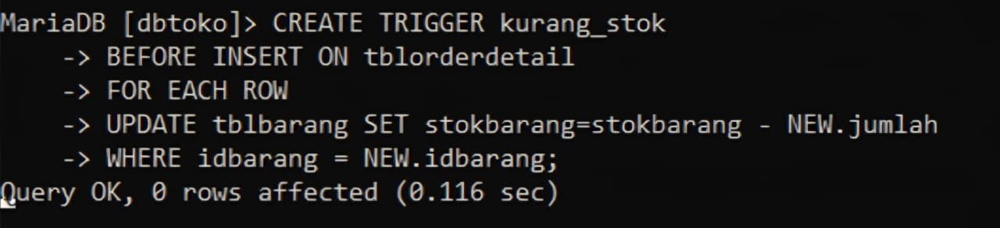 MariaDB [dbtoko]> CREATE TRIGGER kurang_stok
    -> BEFORE INSERT ON tblorderdetail
    -> FOR EACH ROW
    -> UPDATE tblbarang SET stokbarang=stokbarang - NEW.jumlah
    -> WHERE idbarang = NEW.idbarang;
Query OK, 0 rows affected (0.116 sec)